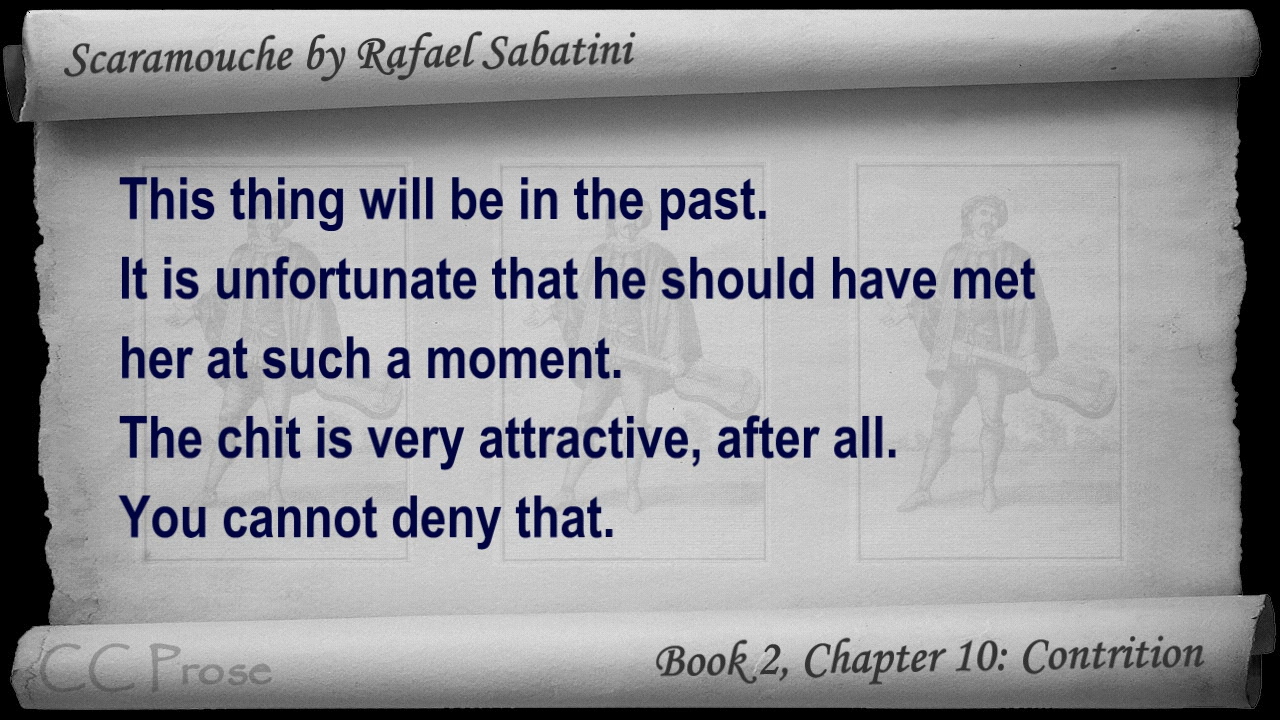 Scaramouche by Rafael Sabatini
This thing will be in the past.
It is unfortunate that he should have met
her at such a moment.
The chit is very attractive, after all.
You cannot deny that.
CC Prose
Book 2, Chapter 10: Contrition